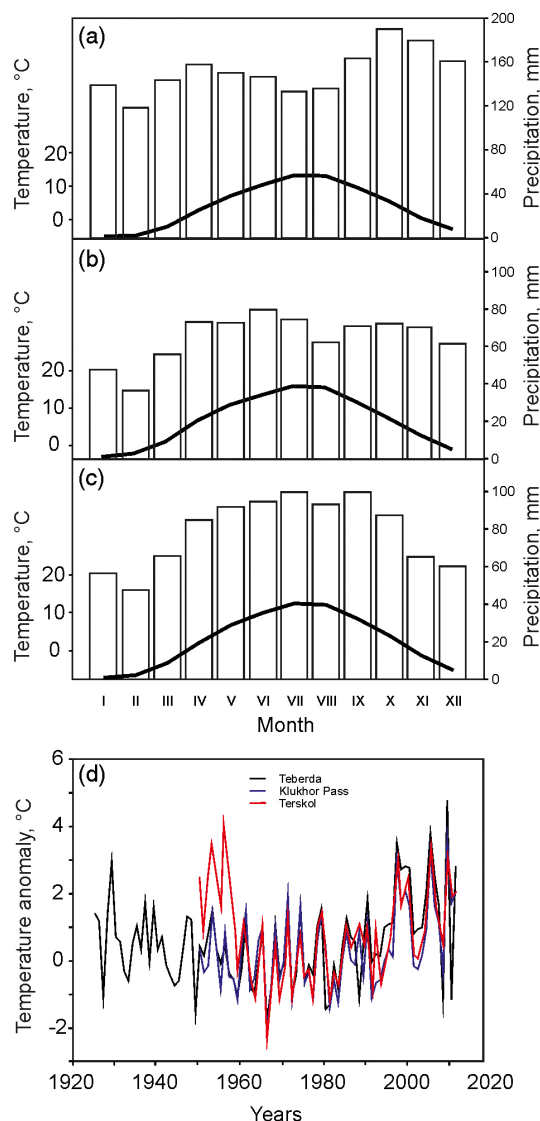 (a)
Temperature, °C
20
10
0
200
160
120
80
40
0
Precipitation, mm
(b)
Temperature, °C
20
10
0
100
80
60
40
20
0
Precipitation, mm
(c)
Temperature, °C
20
10
0
100
80
60
40
20
0
Precipitation, mm
I II III IV V VI VII VIII IX X XI XII
Month
(d)
Teberda
Klukhor Pass
Terskol
Temperature anomaly, °C
6
4
2
0
-2
1920 1940 1960 1980 2000 2020
Years